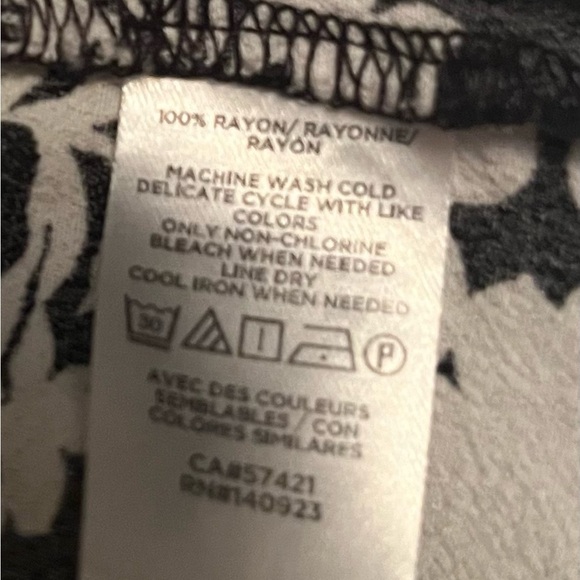 100% RAYON/ RAYONNE/
RAYÓN
MACHINE WASH COLD
DELICATE CYCLE WITH LIKE
COLORS
ONLY NON-CHLORINE
BLEACH WHEN NEEDED
LINE DRY
COOL IRON WHEN NEEDED
30 P
AVEC DES COULEURS
SEMBLABLES / CON
COLORES SIMILARES
CA#57421
RN#140923